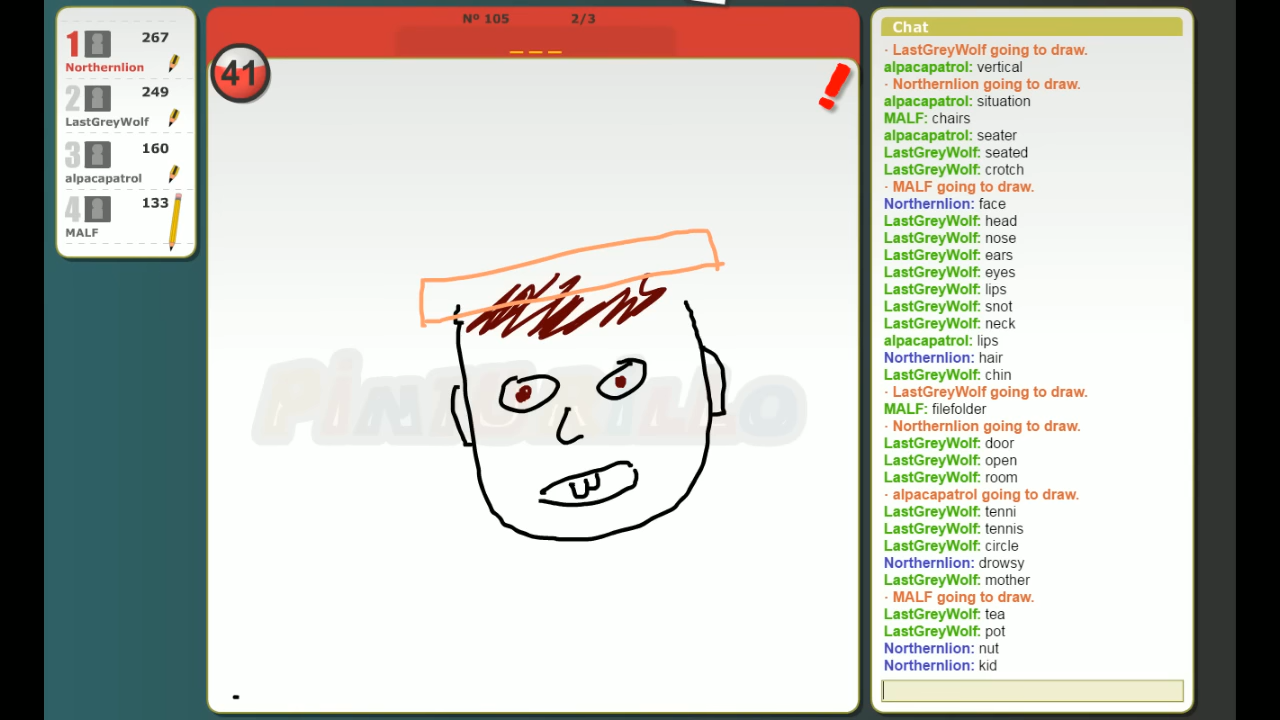 1 267
Northernlion
2 249
LastGreyWolf
3 160
alpacapatrol
4 133
MALF
Nº 105 2/3
_ _ _
41
!
PINTURILLO
Chat
· LastGreyWolf going to draw.
alpacapatrol: vertical
· Northernlion going to draw.
alpacapatrol: situation
MALF: chairs
alpacapatrol: seater
LastGreyWolf: seated
LastGreyWolf: crotch
· MALF going to draw.
Northernlion: face
LastGreyWolf: head
LastGreyWolf: nose
LastGreyWolf: ears
LastGreyWolf: eyes
LastGreyWolf: lips
LastGreyWolf: snot
LastGreyWolf: neck
alpacapatrol: lips
Northernlion: hair
LastGreyWolf: chin
· LastGreyWolf going to draw.
MALF: filefolder
· Northernlion going to draw.
LastGreyWolf: door
LastGreyWolf: open
LastGreyWolf: room
· alpacapatrol going to draw.
LastGreyWolf: tenni
LastGreyWolf: tennis
LastGreyWolf: circle
Northernlion: drowsy
LastGreyWolf: mother
· MALF going to draw.
LastGreyWolf: tea
LastGreyWolf: pot
Northernlion: nut
Northernlion: kid